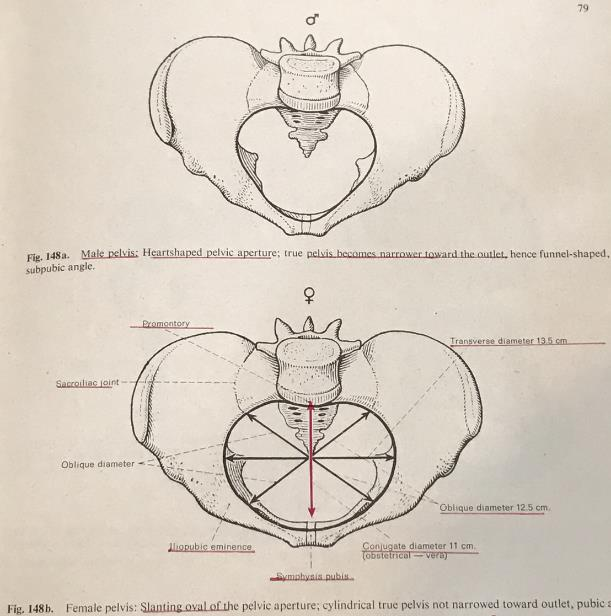 79
♂
Fig. 148a. Male pelvis: Heartshaped pelvic aperture; true pelvis becomes narrower toward the outlet, hence funnel-shaped,
subpubic angle.
♀
Promontory
Transverse diameter 13.5 cm
Sacroiliac joint
Oblique diameter
Oblique diameter 12.5 cm.
Iliopubic eminence
Conjugate diameter 11 cm.
(obstetrical — vera)
Symphysis pubis
Fig. 148b. Female pelvis: Slanting oval of the pelvic aperture; cylindrical true pelvis not narrowed toward outlet, pubic